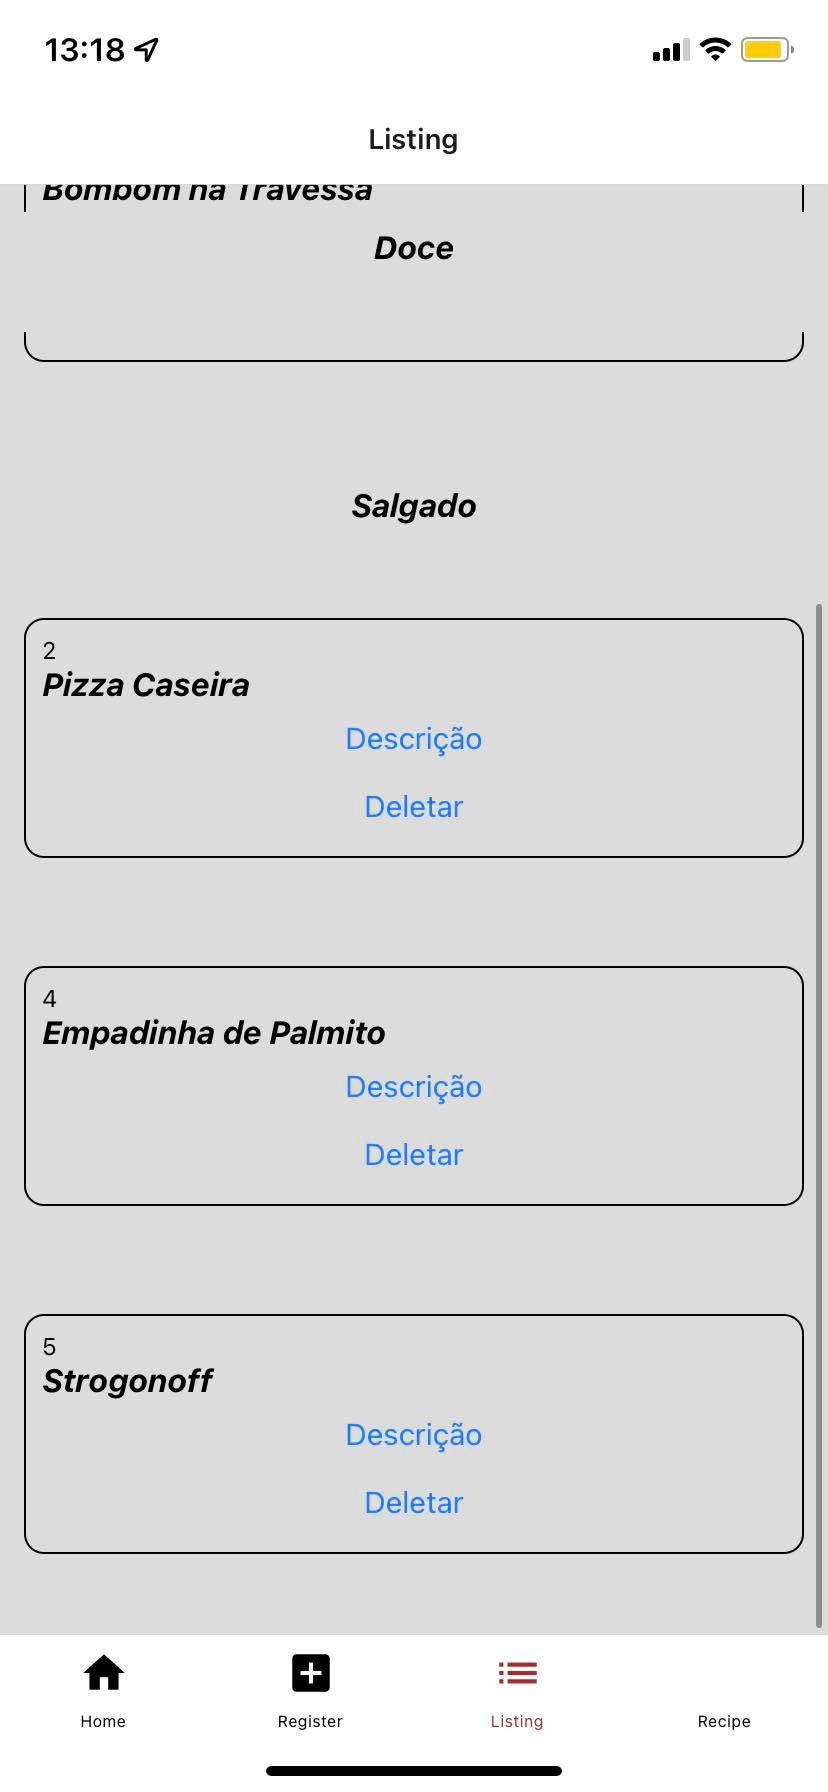 13:18
Listing
Bombom na Travessa
Doce
Salgado
2
Pizza Caseira
Descrição
Deletar
4
Empadinha de Palmito
Descrição
Deletar
5
Strogonoff
Descrição
Deletar
Home
Register
Listing
Recipe